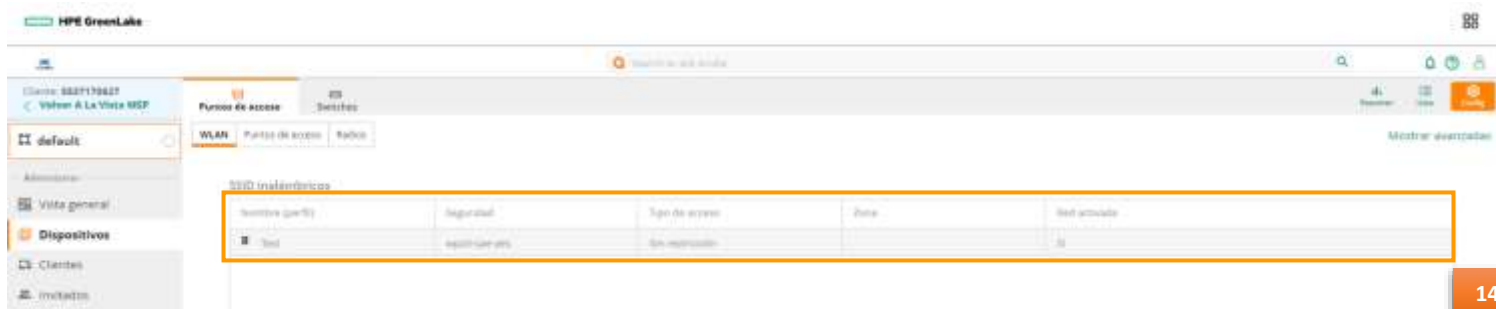 HPE GreenLake
Volver A La Vista MSP
Puntos de acceso
Switches
Config
default
WLAN
Puntos de acceso
Radios
Mostrar avanzadas
SSID inalámbricos
Vista general
Nombre (perfil)
Seguridad
Tipo de acceso
Zona
Red activada
Dispositivos
Test
Sin restricción
Sí
Clientes
Invitados
14